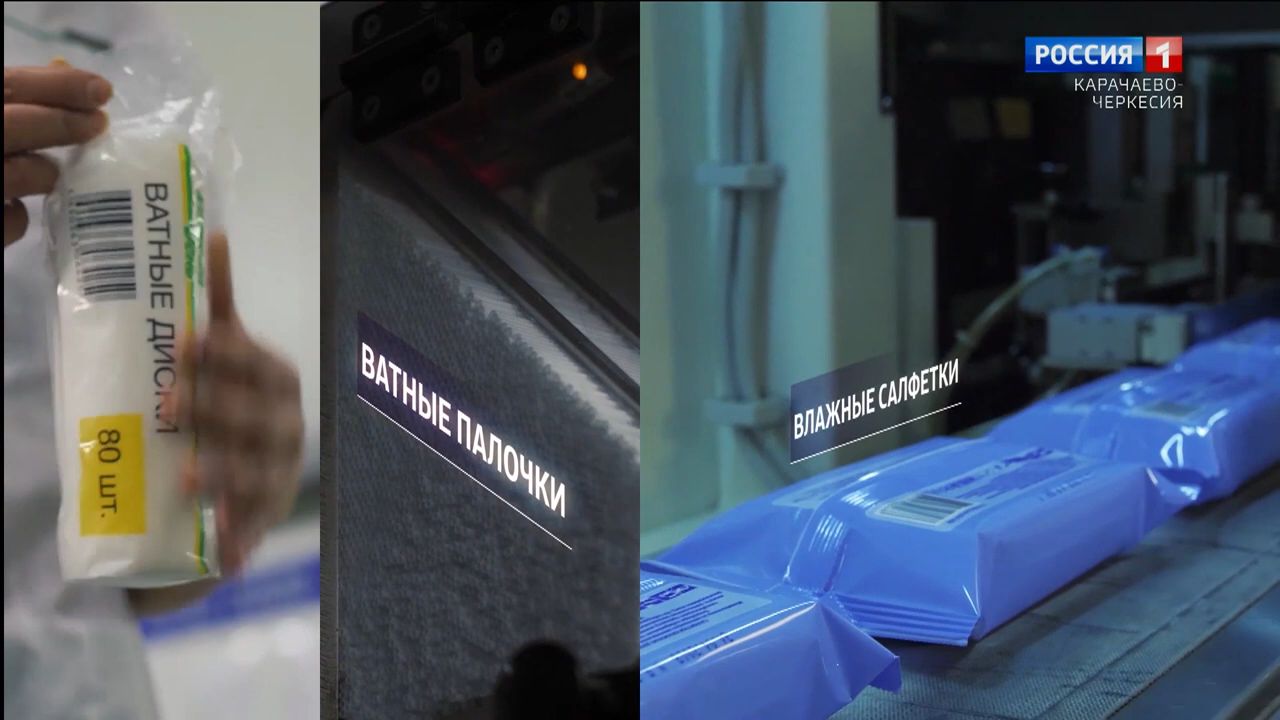 РОССИЯ 1
КАРАЧАЕВО-
ЧЕРКЕСИЯ
ВАТНЫЕ ДИСКИ
80 шт.
ВАТНЫЕ ПАЛОЧКИ
ВЛАЖНЫЕ САЛФЕТКИ